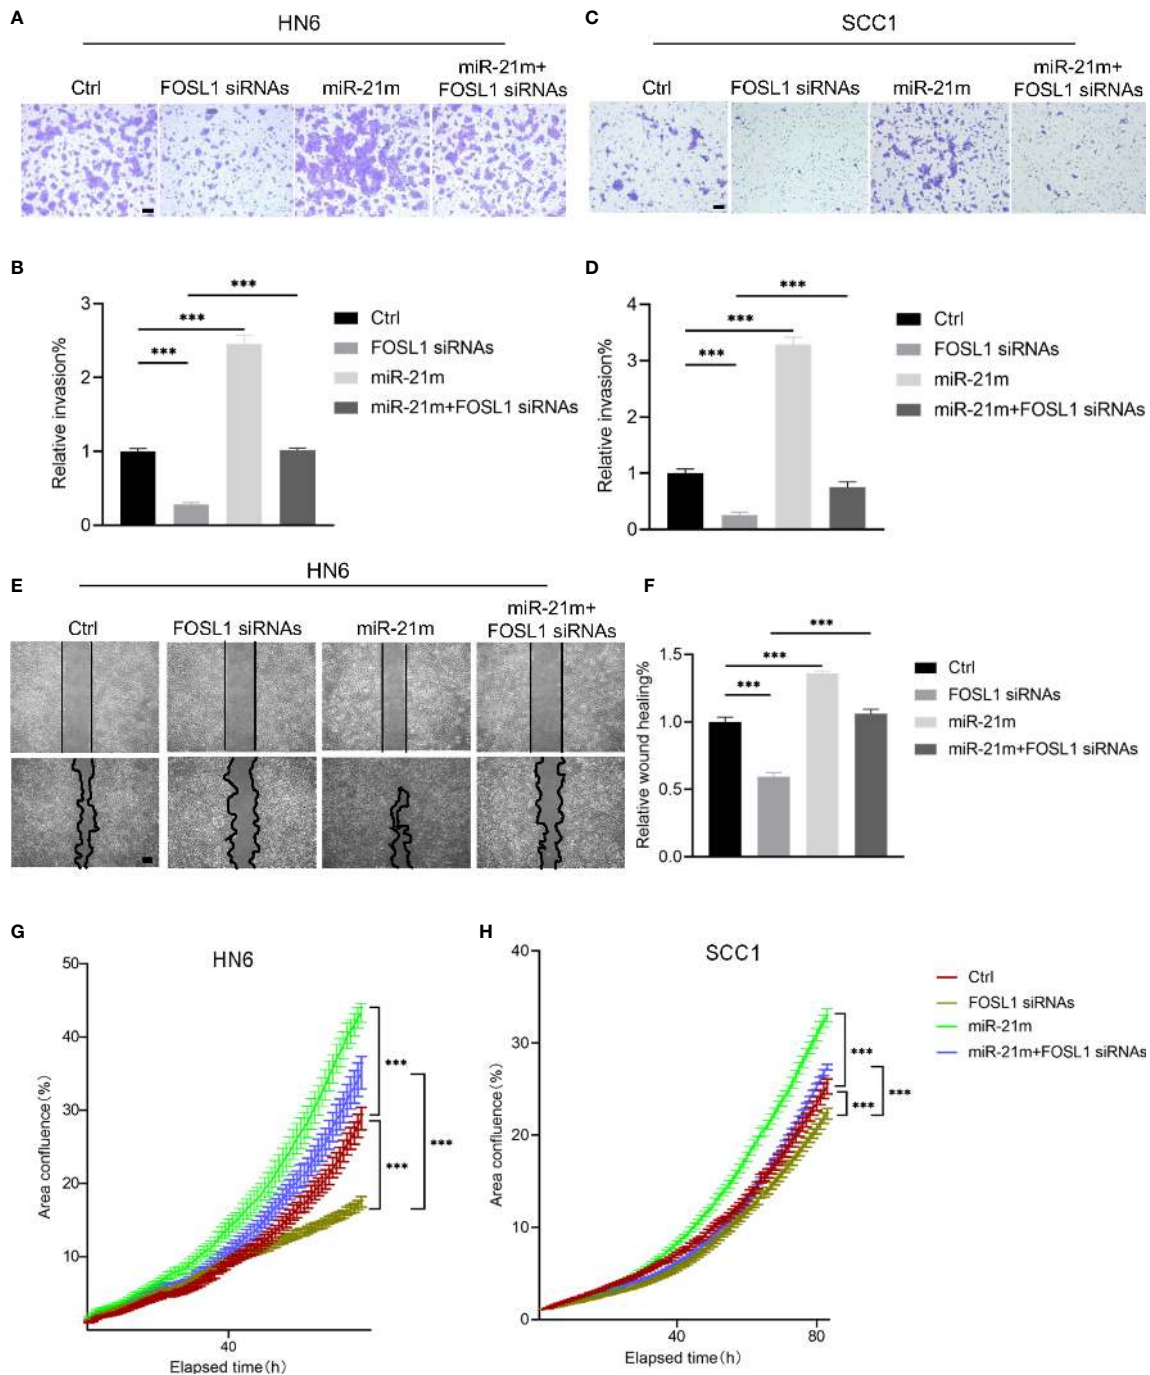 A
HN6
Ctrl
FOSL1 siRNAs
miR-21m
miR-21m+
FOSL1 siRNAs
C
SCC1
Ctrl
FOSL1 siRNAs
miR-21m
miR-21m+
FOSL1 siRNAs
B
Relative invasion%
3
2
1
0
***
***
***
Ctrl
FOSL1 siRNAs
miR-21m
miR-21m+FOSL1 siRNAs
D
Relative invasion%
4
3
2
1
0
***
***
***
Ctrl
FOSL1 siRNAs
miR-21m
miR-21m+FOSL1 siRNAs
E
HN6
Ctrl
FOSL1 siRNAs
miR-21m
miR-21m+
FOSL1 siRNAs
F
Relative wound healing%
1.5
1.0
0.5
0.0
***
***
***
Ctrl
FOSL1 siRNAs
miR-21m
miR-21m+FOSL1 siRNAs
G
HN6
Area confluence(%)
50
40
30
20
10
40
Elapsed time(h)
***
***
***
H
SCC1
Area confluence(%)
40
30
20
10
0
40
80
Elapsed time(h)
***
***
***
Ctrl
FOSL1 siRNAs
miR-21m
miR-21m+FOSL1 siRNAs